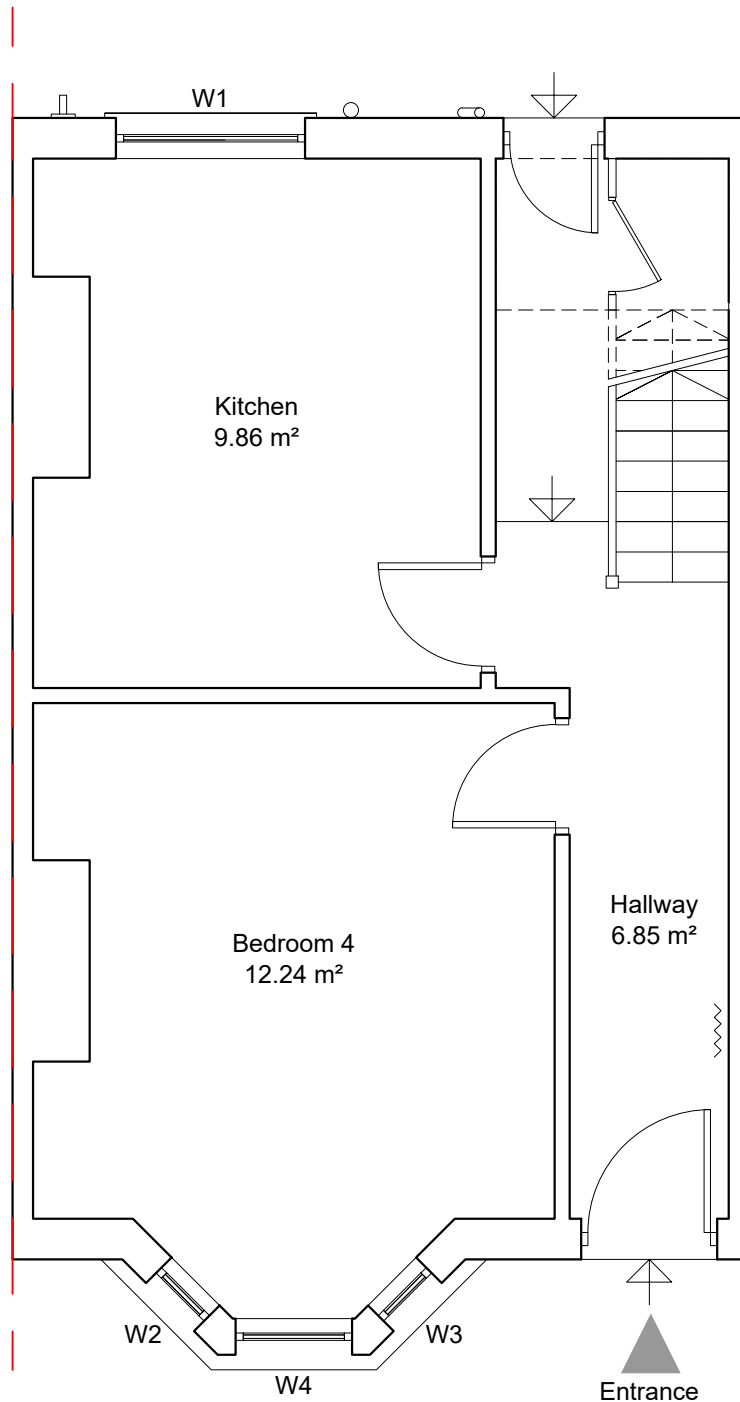 W1
Kitchen
9.86 m²
Bedroom 4
12.24 m²
Hallway
6.85 m²
W2
W3
W4
Entrance